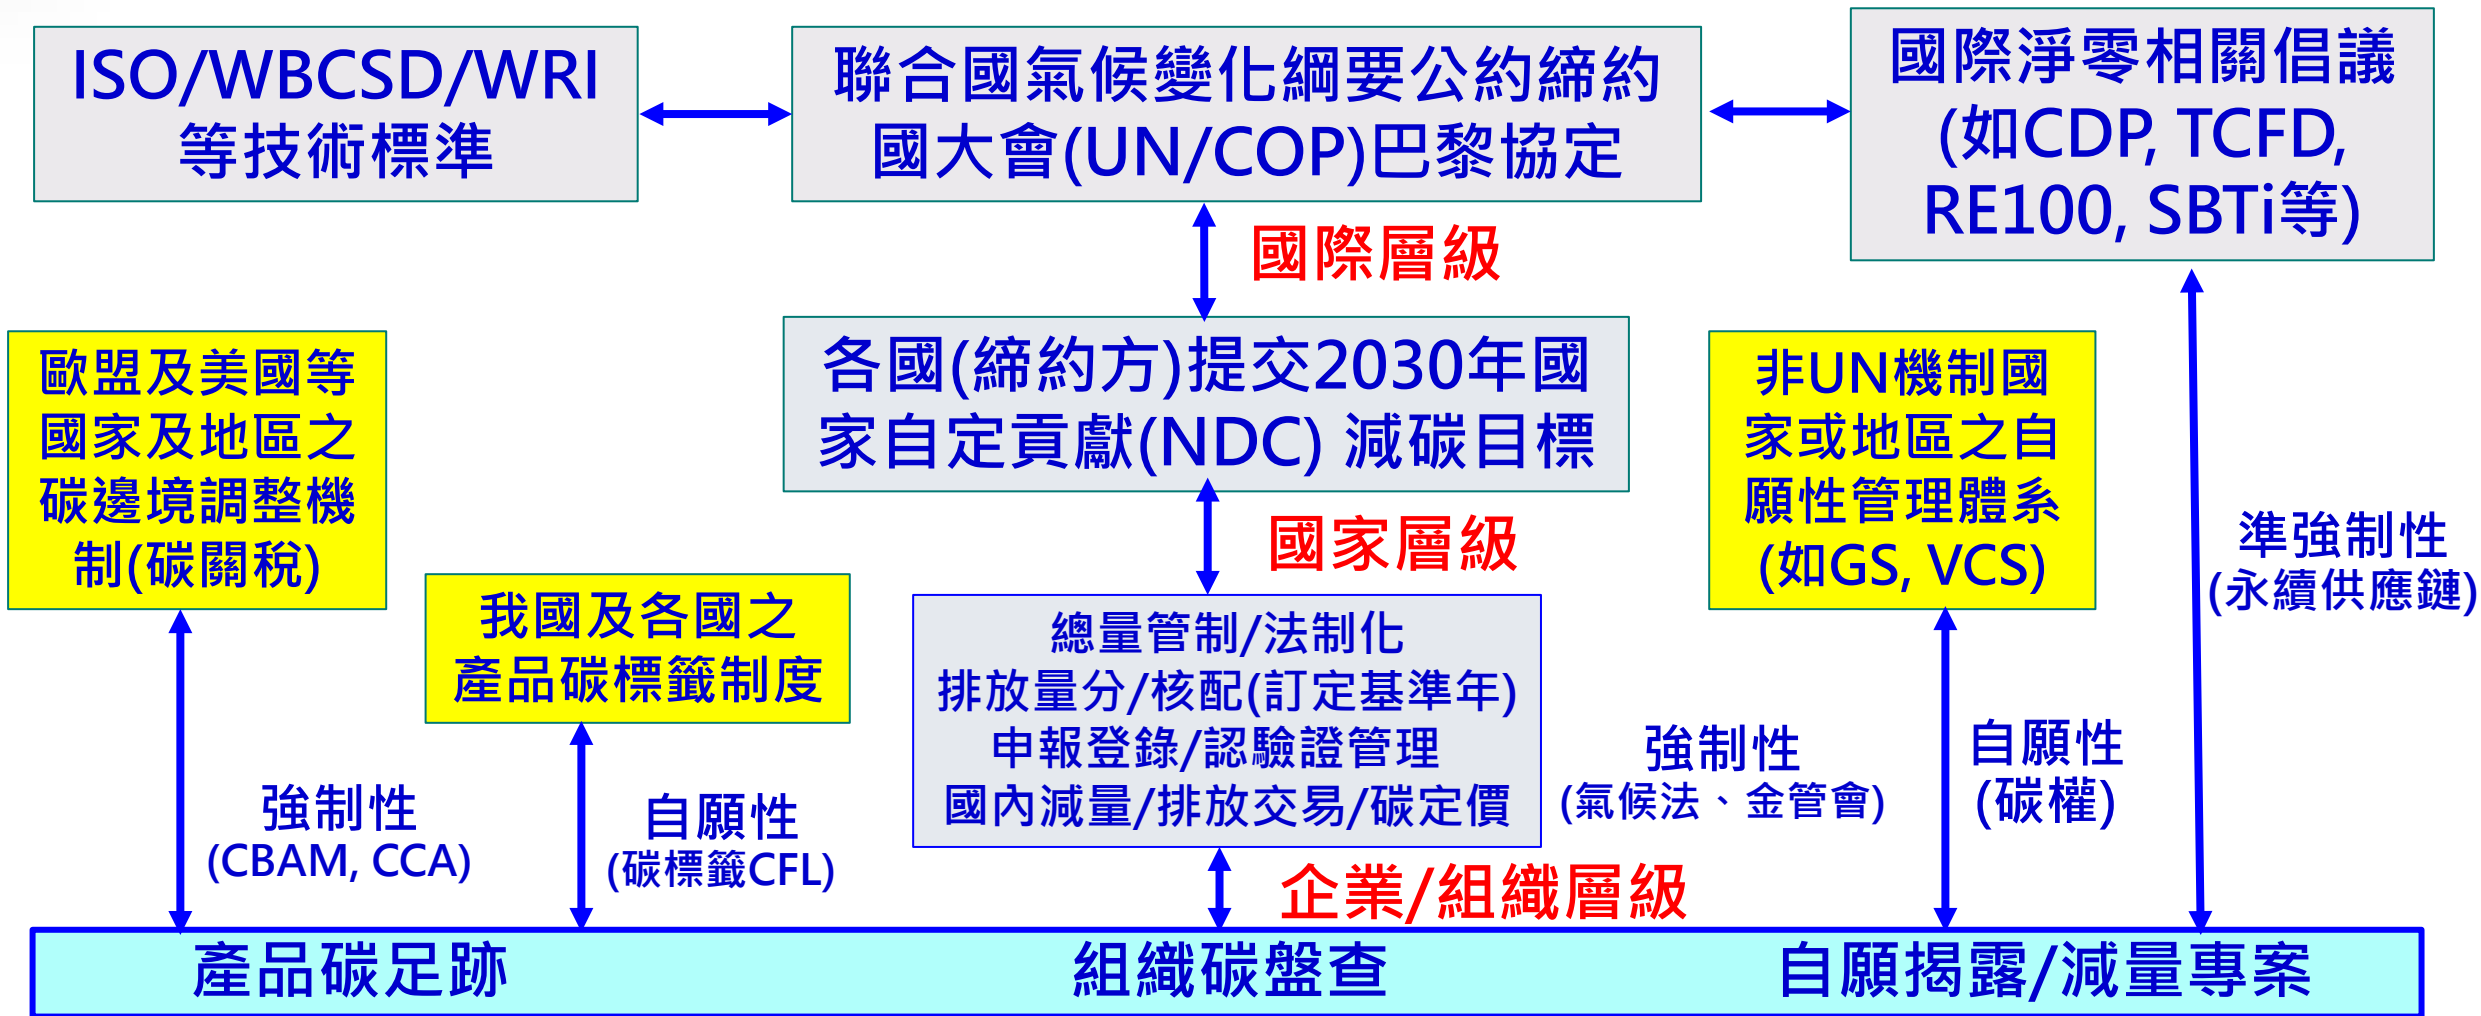 ISO/WBCSD/WRI
等技術標準
聯合國氣候變化綱要公約締約
國大會(UN/COP)巴黎協定
國際淨零相關倡議
(如CDP, TCFD,
RE100, SBTi等)
國際層級
各國(締約方)提交2030年國
家自定貢獻(NDC) 減碳目標
歐盟及美國等
國家及地區之
碳邊境調整機
制(碳關稅)
非UN機制國
家或地區之自
願性管理體系
(如GS, VCS)
國家層級
準強制性
(永續供應鏈)
我國及各國之
產品碳標籤制度
總量管制/法制化
排放量分/核配(訂定基準年)
申報登錄/認驗證管理
國內減量/排放交易/碳定價
強制性
(CBAM, CCA)
自願性
(碳標籤CFL)
強制性
(氣候法、金管會)
自願性
(碳權)
企業/組織層級
產品碳足跡
組織碳盤查
自願揭露/減量專案